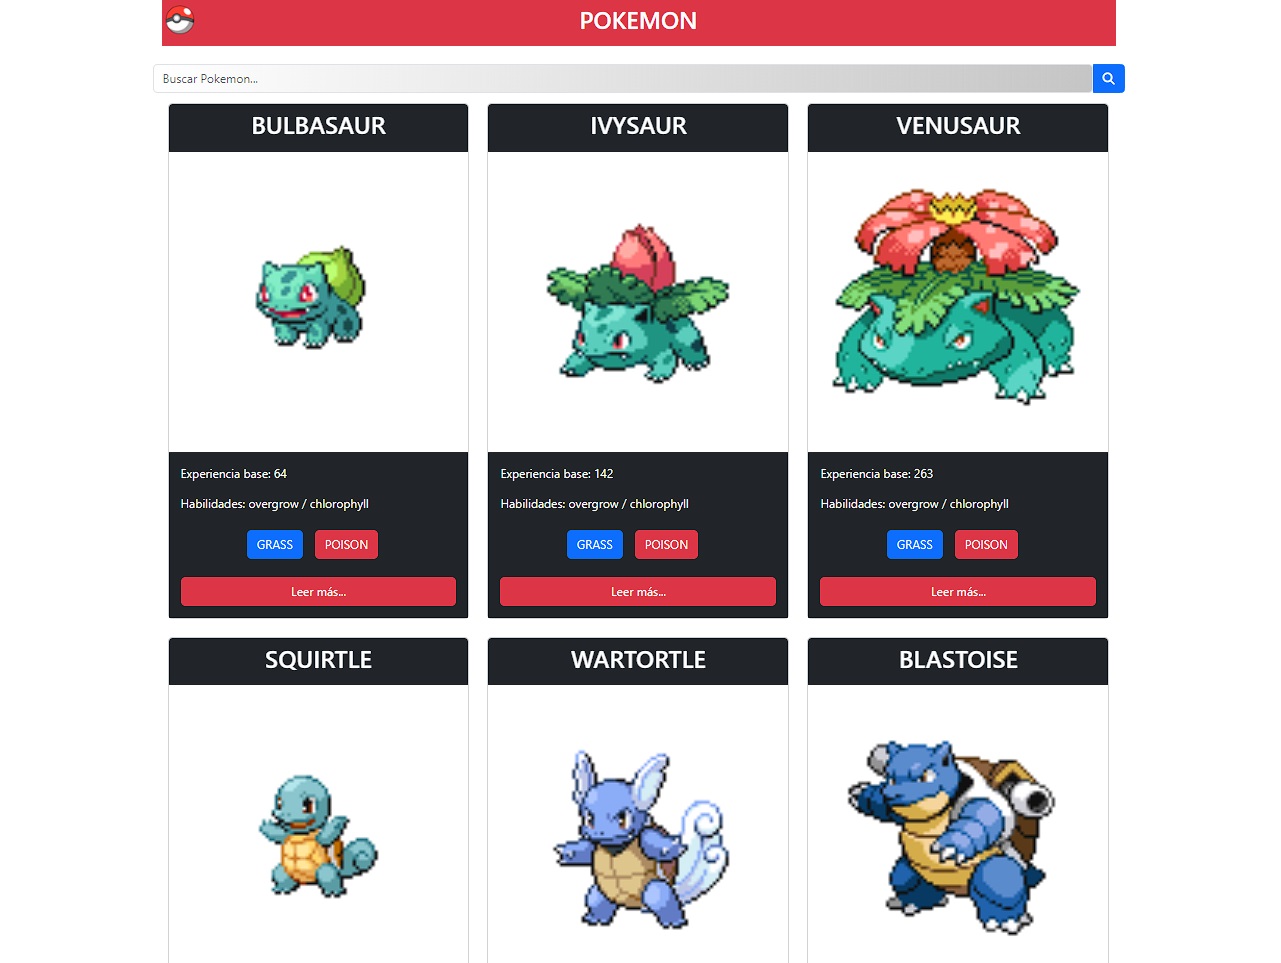 POKEMON
Buscar Pokemon...
BULBASAUR
IVYSAUR
VENUSAUR
Experiencia base: 64
Habilidades: overgrow / chlorophyll
GRASS POISON
Leer más...
Experiencia base: 142
Habilidades: overgrow / chlorophyll
GRASS POISON
Leer más...
Experiencia base: 263
Habilidades: overgrow / chlorophyll
GRASS POISON
Leer más...
SQUIRTLE
WARTORTLE
BLASTOISE